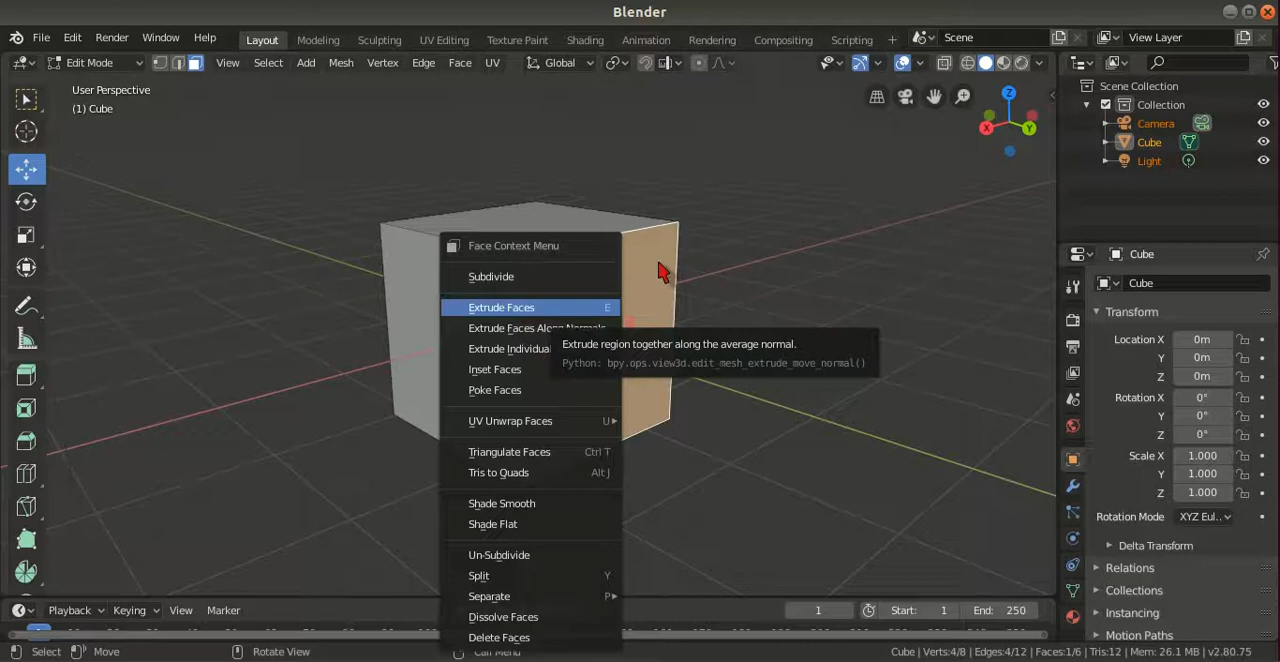 Blender
File Edit Render Window Help Layout Modeling Sculpting UV Editing Texture Paint Shading Animation Rendering Compositing Scripting + Scene View Layer
Edit Mode View Select Add Mesh Vertex Edge Face UV Global
User Perspective
(1) Cube
Z
X
Y
Scene Collection
Collection
Camera
Cube
Light
Face Context Menu
Subdivide
Extrude Faces E
Extrude Faces Along Normals
Extrude Individual
Extrude region together along the average normal.
Python: bpy.ops.view3d.edit_mesh_extrude_move_normal()
Inset Faces
Poke Faces
UV Unwrap Faces U
Triangulate Faces Ctrl T
Tris to Quads Alt J
Shade Smooth
Shade Flat
Un-Subdivide
Split Y
Separate P
Dissolve Faces
Delete Faces
Cube
Cube
Transform
Location X 0m
Y 0m
Z 0m
Rotation X 0°
Y 0°
Z 0°
Scale X 1.000
Y 1.000
Z 1.000
Rotation Mode XYZ Eul..
Delta Transform
Relations
Collections
Instancing
Motion Paths
Playback Keying View Marker 1 Start: 1 End: 250
Select Move Rotate View Call Menu Cube | Verts:4/8 | Edges:4/12 | Faces:1/6 | Tris:12 | Mem: 26.1 MB | v2.80.75